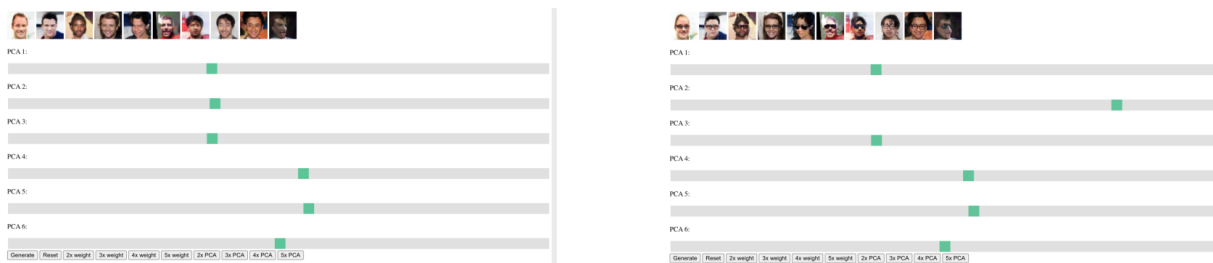 PCA 1:
PCA 2:
PCA 3:
PCA 4:
PCA 5:
PCA 6:
Generate Reset 2x weight 3x weight 4x weight 5x weight 2x PCA 3x PCA 4x PCA 5x PCA
PCA 1:
PCA 2:
PCA 3:
PCA 4:
PCA 5:
PCA 6:
Generate Reset 2x weight 3x weight 4x weight 5x weight 2x PCA 3x PCA 4x PCA 5x PCA